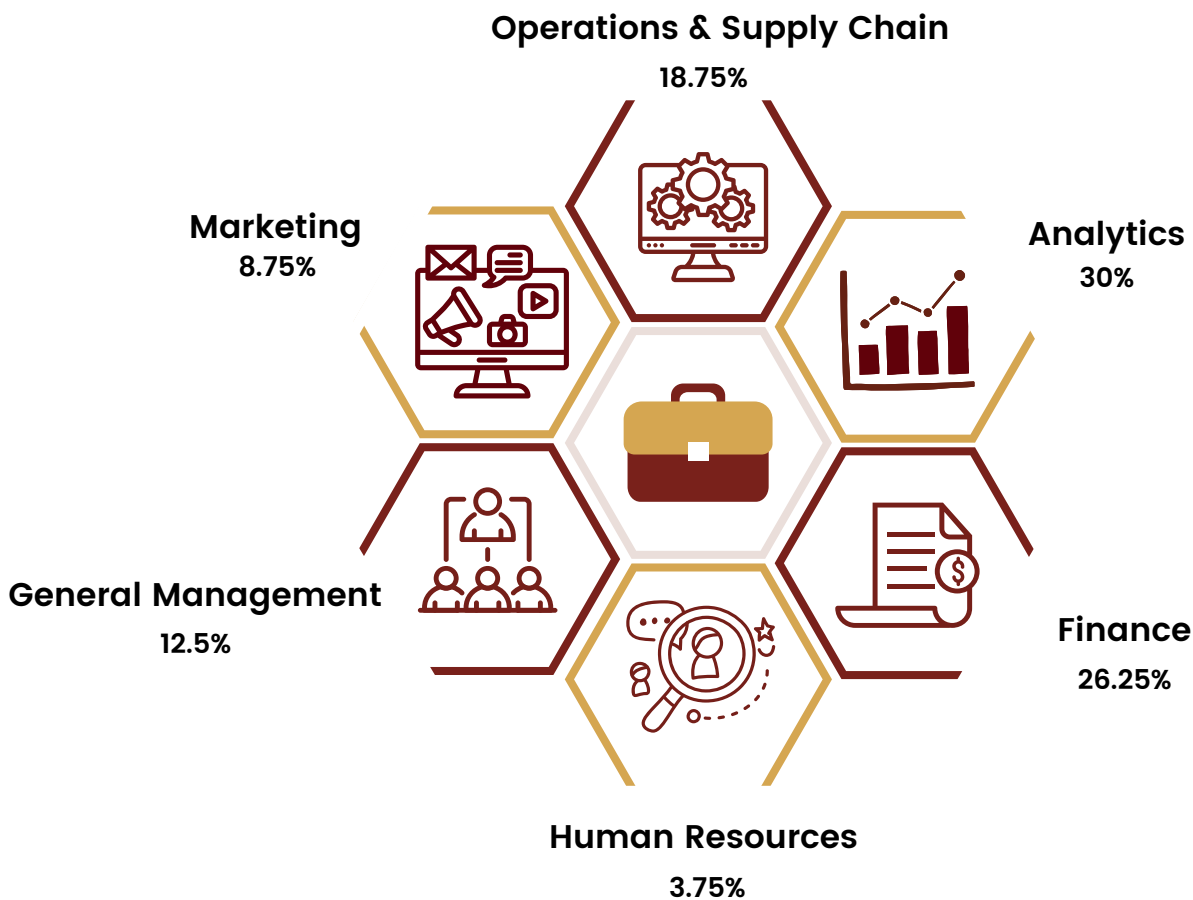 Operations & Supply Chain
18.75%
Marketing
8.75%
Analytics
30%
General Management
12.5%
Finance
26.25%
$
Human Resources
3.75%